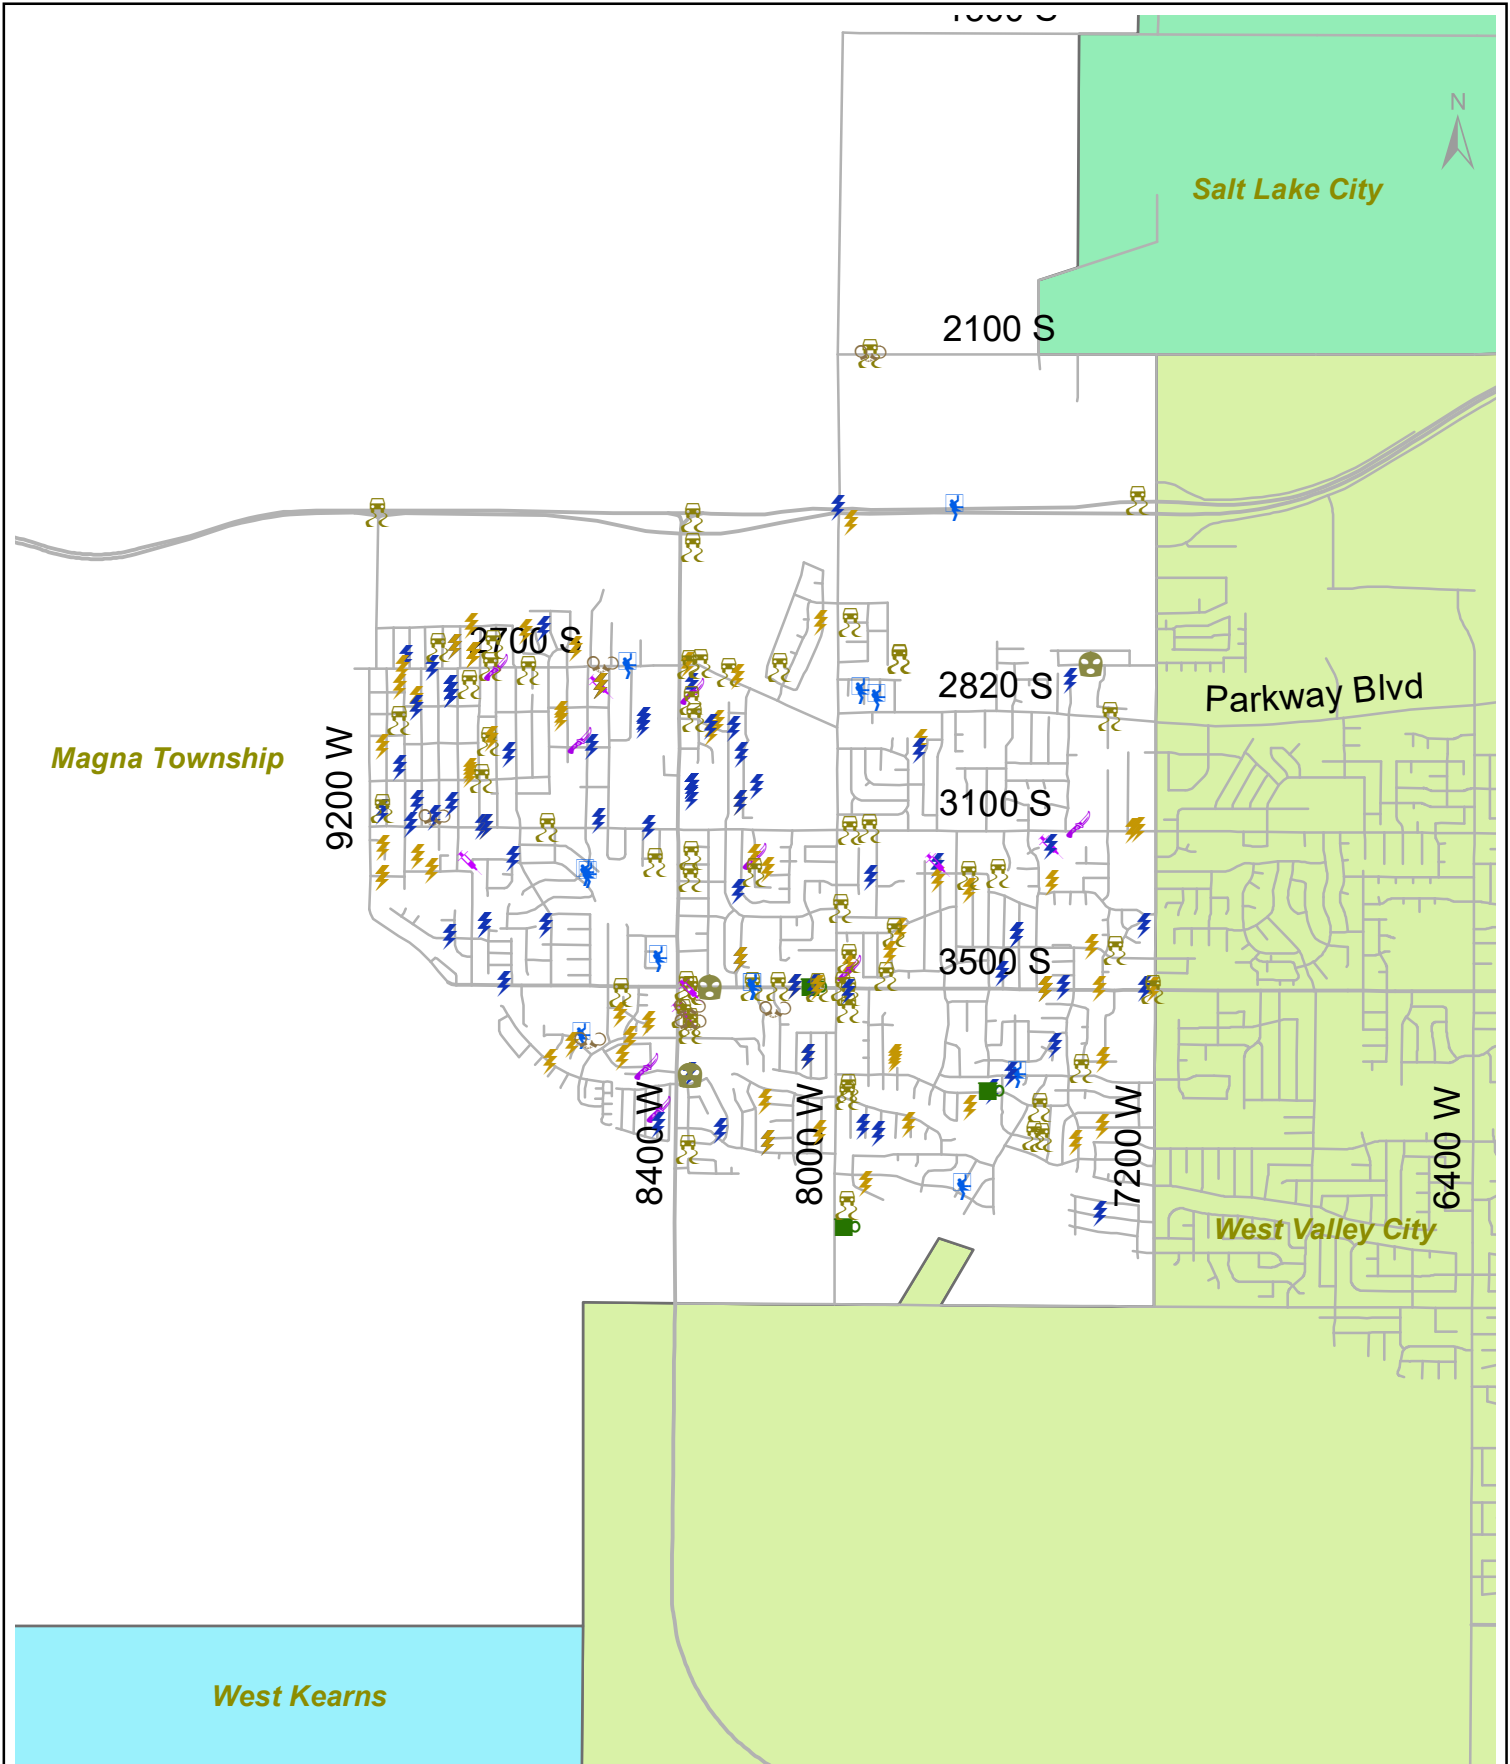 N
Salt Lake City
2100 S
2700 S
2820 S
Parkway Blvd
Magna Township
9200 W
3100 S
3500 S
8400 W
8000 W
7200 W
6400 W
West Valley City
West Kearns